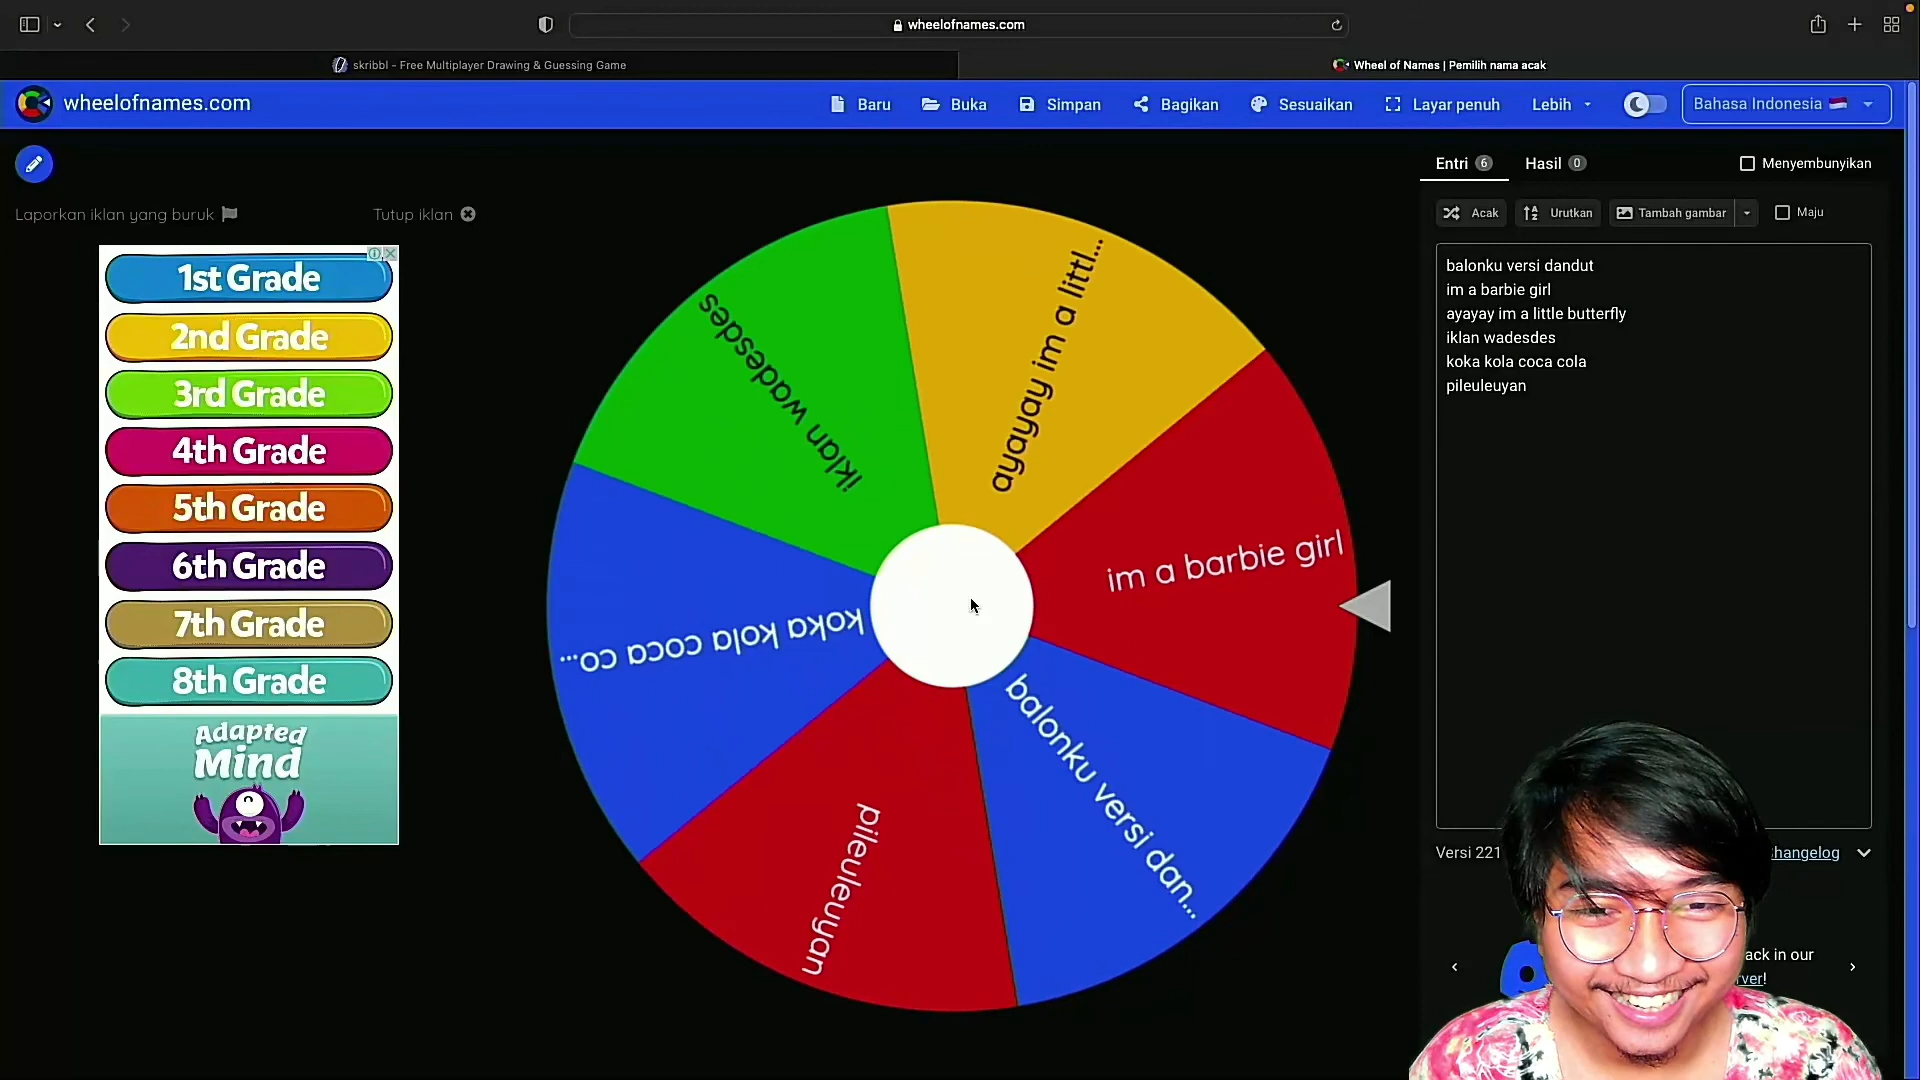 wheelofnames.com
skribbl - Free Multiplayer Drawing & Guessing Game
Wheel of Names | Pemilih nama acak
wheelofnames.com
Baru
Buka
Simpan
Bagikan
Sesuaikan
Layar penuh
Lebih
Bahasa Indonesia
Laporkan iklan yang buruk
Tutup iklan
1st Grade
2nd Grade
3rd Grade
4th Grade
5th Grade
6th Grade
7th Grade
8th Grade
Adapted
Mind
iklan wadesdes
ayayay im a littl...
im a barbie girl
balonku versi dan...
pileuleuyan
koka kola coca co...
Entri 6
Hasil 0
Menyembunyikan
Acak
Urutkan
Tambah gambar
Maju
balonku versi dandut
im a barbie girl
ayayay im a little butterfly
iklan wadesdes
koka kola coca cola
pileuleuyan
Versi 221
hangelog
ack in our
rver!